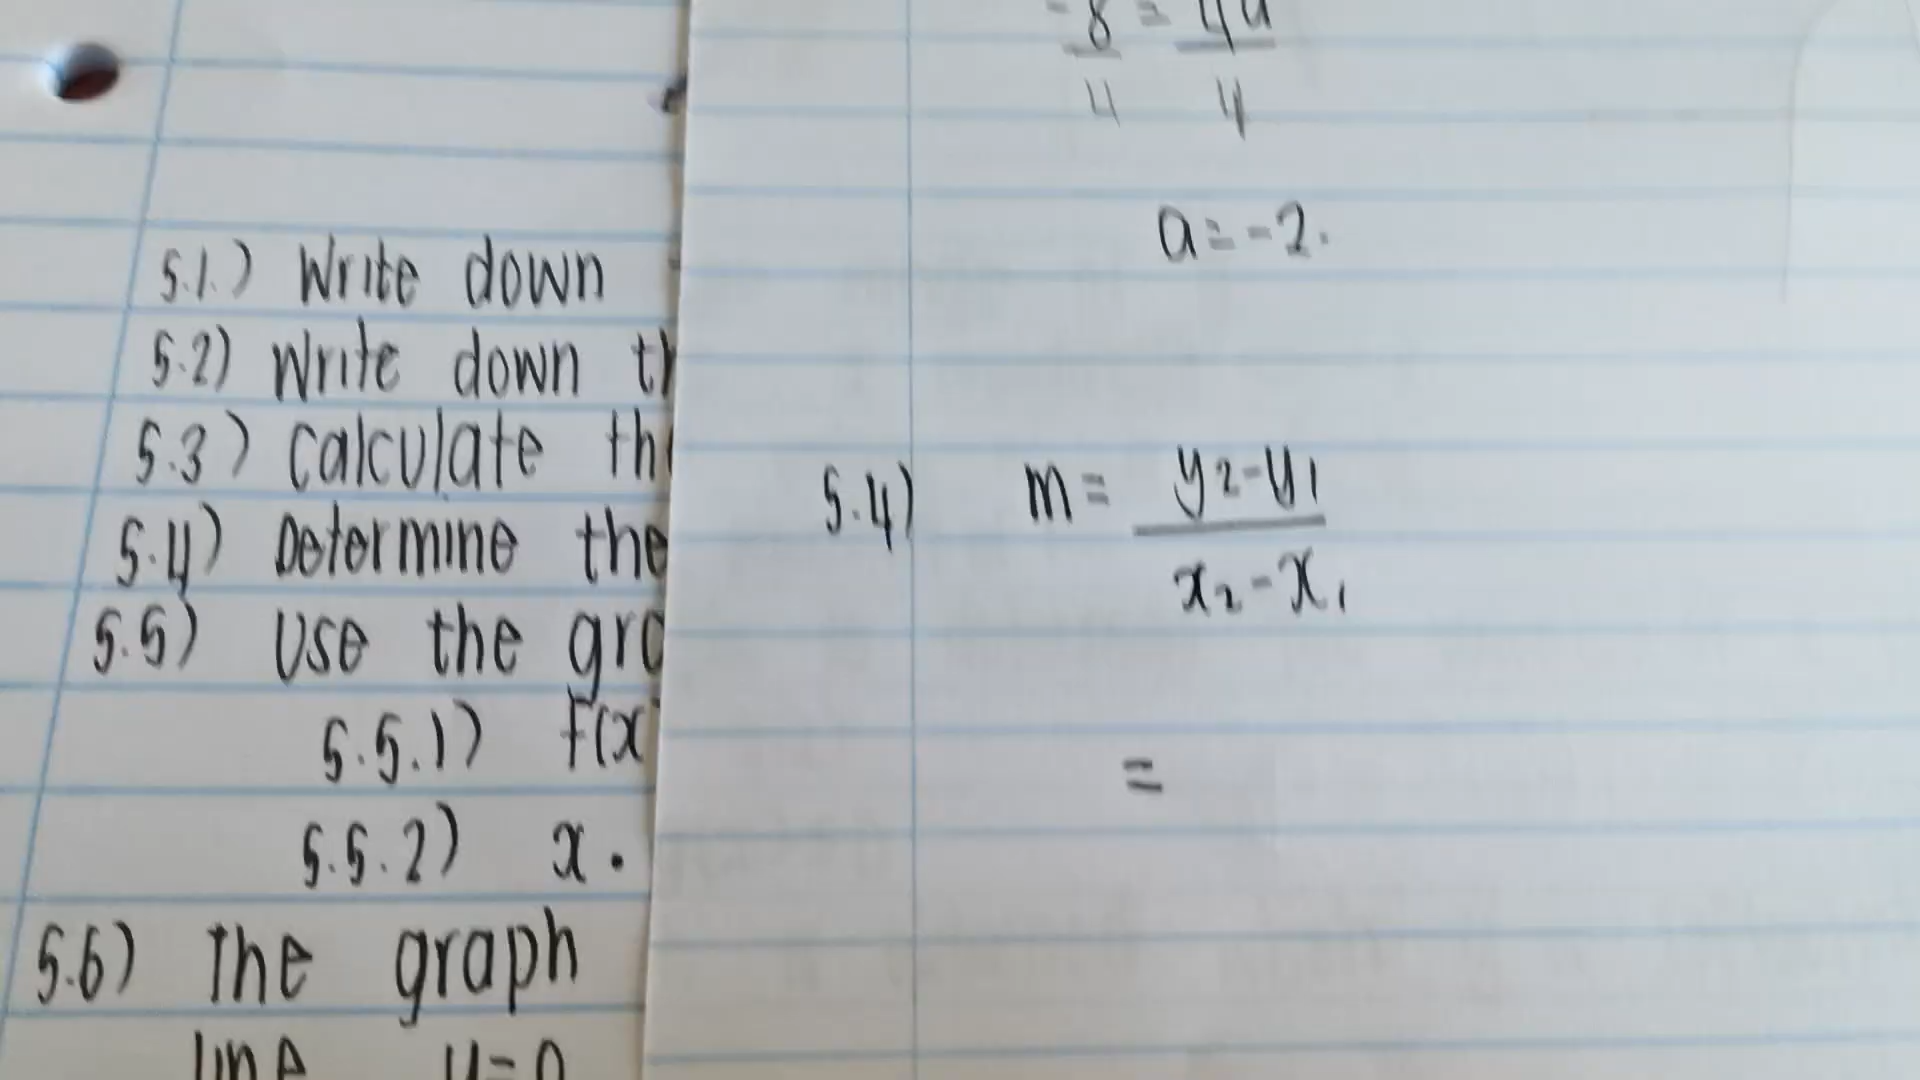 5.1.) Write down
5.2) Write down
5.3) Calculate
5.4) Determine the
5.5) Use the
5.5.1) F(x
5.5.2) x.
5.6) The graph
line y=0
-8 = 4a
4 4
a = -2.
5.4) m = y2-y1
x2-x1
=